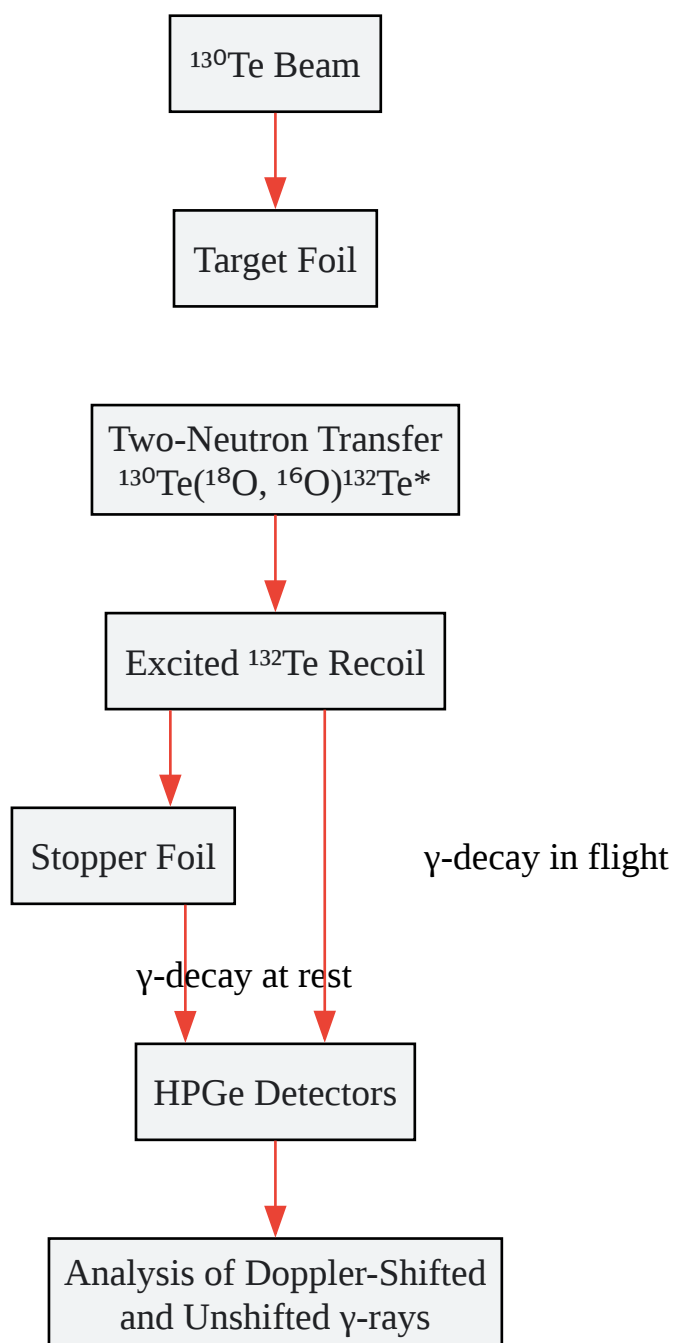 ¹³⁰Te Beam
Target Foil
Two-Neutron Transfer
¹³⁰Te(¹⁸O, ¹⁶O)¹³²Te*
Excited ¹³²Te Recoil
Stopper Foil
γ-decay in flight
γ-decay at rest
HPGe Detectors
Analysis of Doppler-Shifted
and Unshifted γ-rays